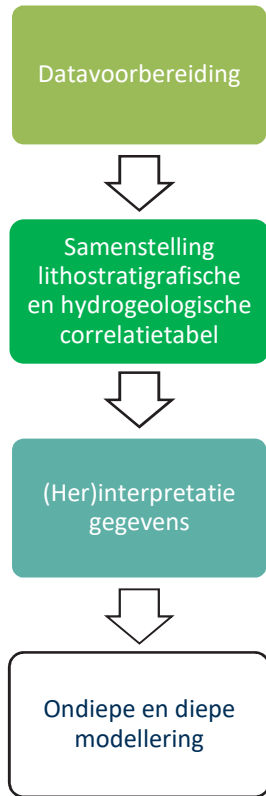 Datavoorbereiding
Samenstelling
lithostratigrafische
en hydrogeologische
correlatietabel
(Her)interpretatie
gegevens
Ondiepe en diepe
modellering